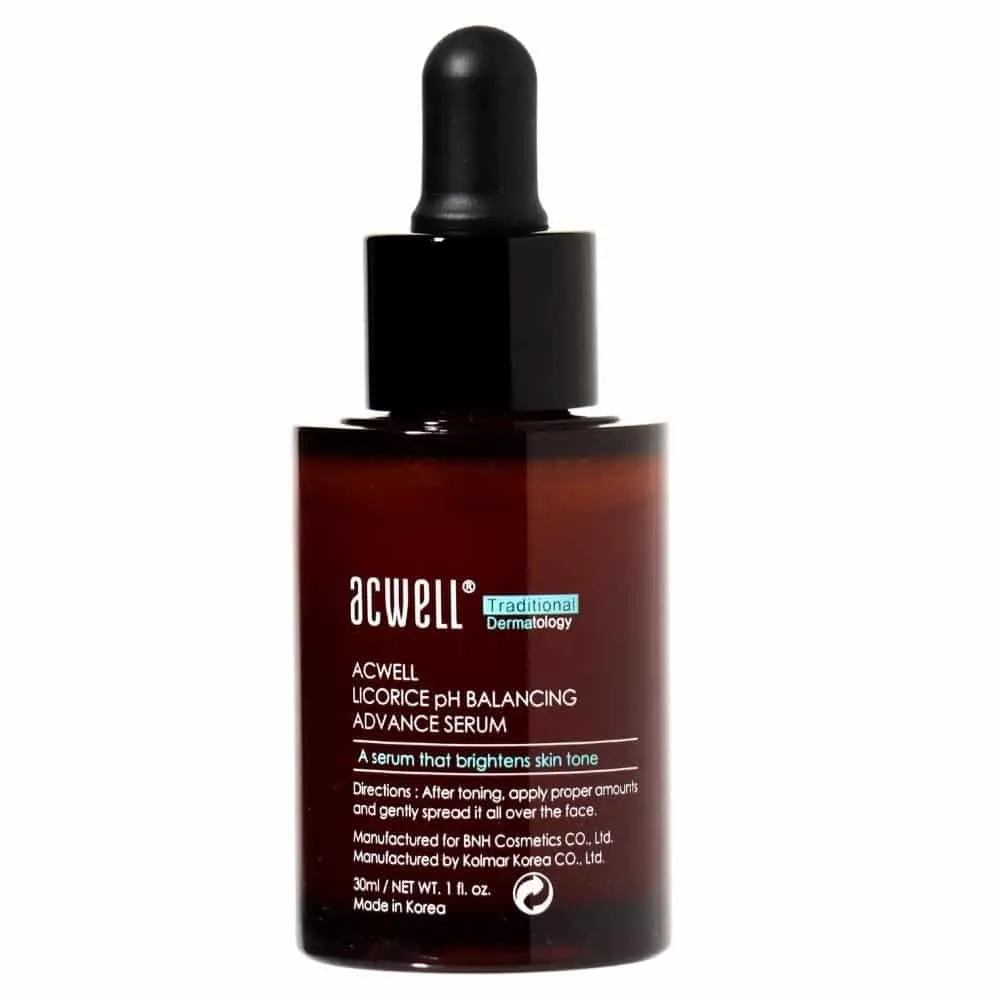 acwell®
Traditional
Dermatology
ACWELL
LICORICE pH BALANCING
ADVANCE SERUM
A serum that brightens skin tone
Directions : After toning, apply proper amounts
and gently spread it all over the face.
Manufactured for BNH Cosmetics CO., Ltd.
Manufactured by Kolmar Korea CO., Ltd.
30ml / NET WT. 1 fl. oz.
Made in Korea